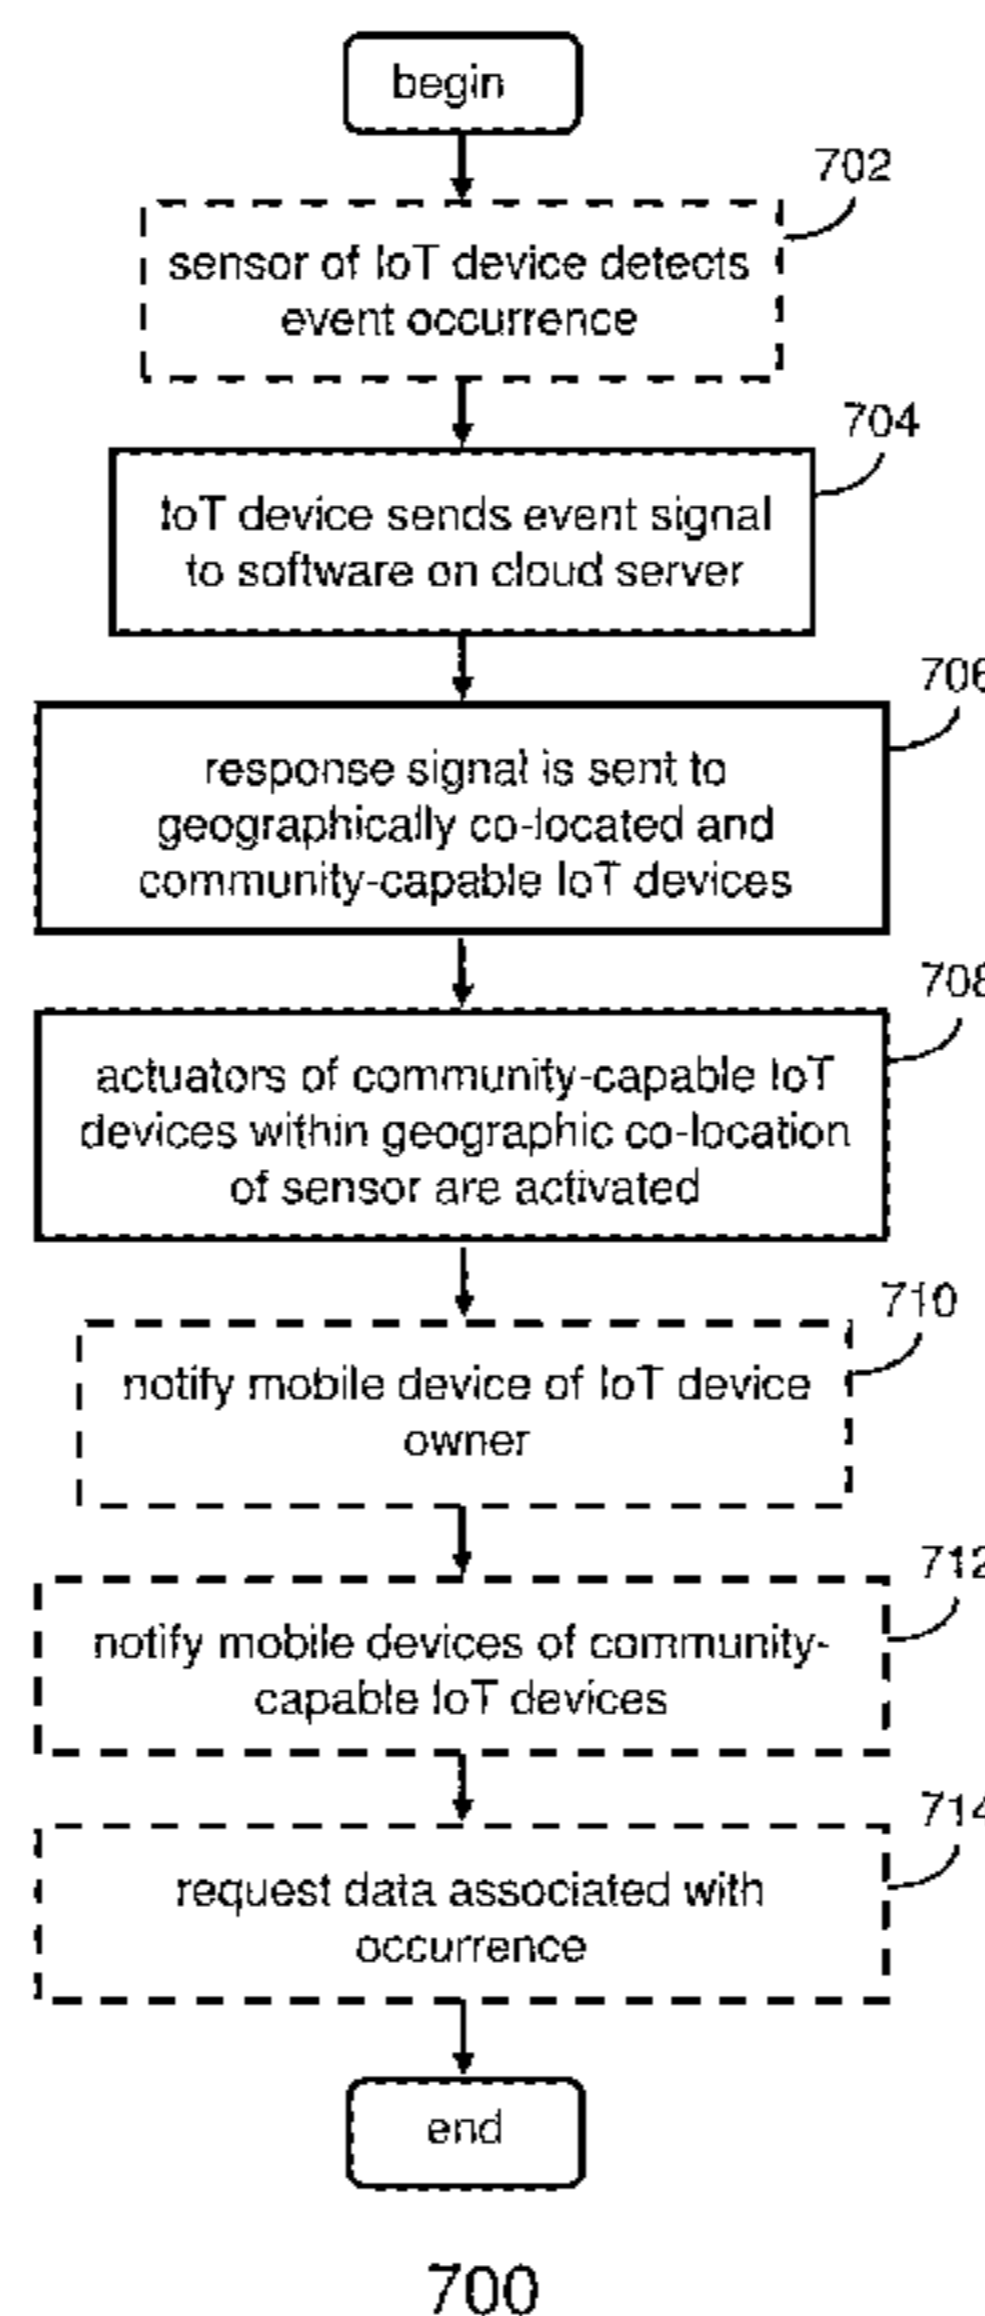 begin
702
sensor of IoT device detects
event occurrence
704
IoT device sends event signal
to software on cloud server
706
response signal is sent to
geographically co-located and
community-capable IoT devices
708
actuators of community-capable IoT
devices within geographic co-location
of sensor are activated
710
notify mobile device of IoT device
owner
712
notify mobile devices of community-
capable IoT devices
714
request data associated with
occurrence
end
700